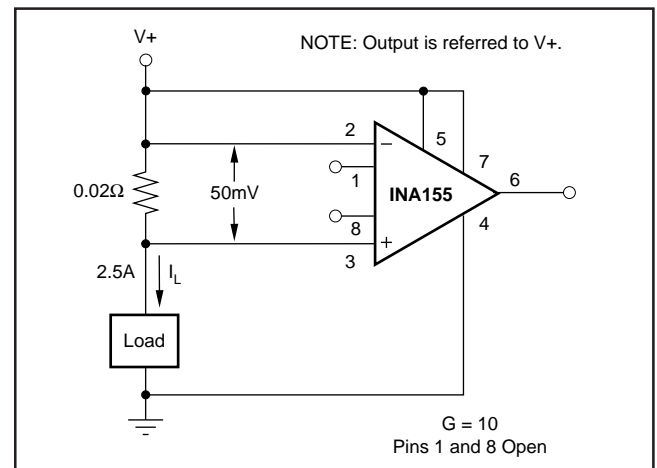 V+
NOTE: Output is referred to V+.
2
5
−
7
0.02Ω
50mV
1
INA155
6
8
4
+
3
2.5A
I_L
Load
G = 10
Pins 1 and 8 Open